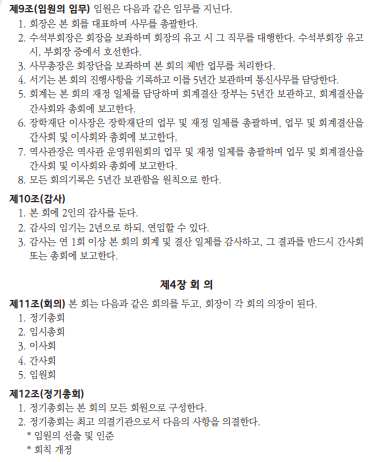 제9조(임원의 임무) 임원은 다음과 같은 임무를 지닌다.
1. 회장은 본 회를 대표하며 사무를 총괄한다.
2. 수석부회장은 회장을 보좌하며 회장의 유고 시 그 직무를 대행한다. 수석부회장 유고
시, 부회장 중에서 호선한다.
3. 사무총장은 회장단을 보좌하며 본 회의 제반 업무를 처리한다.
4. 서기는 본 회의 진행사항을 기록하고 이를 5년간 보관하며 통신사무를 담당한다.
5. 회계는 본 회의 재정 일체를 담당하며 회계결산 장부는 5년간 보관하고, 회계결산을
간사회와 총회에 보고한다.
6. 장학재단 이사장은 장학재단의 업무 및 재정 일체를 총괄하며, 업무 및 회계결산을
간사회 및 이사회와 총회에 보고한다.
7. 역사관장은 역사관 운영위원회의 업무 및 재정 일체를 총괄하며 업무 및 회계결산을
간사회 및 이사회와 총회에 보고한다.
8. 모든 회의기록은 5년간 보관함을 원칙으로 한다.
제10조(감사)
1. 본 회에 2인의 감사를 둔다.
2. 감사의 임기는 2년으로 하되, 연임할 수 있다.
3. 감사는 연 1회 이상 본 회의 회계 및 결산 일체를 감사하고, 그 결과를 반드시 간사회
또는 총회에 보고한다.
제4장 회 의
제11조(회의) 본 회는 다음과 같은 회의를 두고, 회장이 각 회의 의장이 된다.
1. 정기총회
2. 임시총회
3. 이사회
4. 간사회
5. 임원회
제12조(정기총회)
1. 정기총회는 본 회의 모든 회원으로 구성한다.
2. 정기총회는 최고 의결기관으로서 다음의 사항을 의결한다.
* 임원의 선출 및 인준
* 회칙 개정